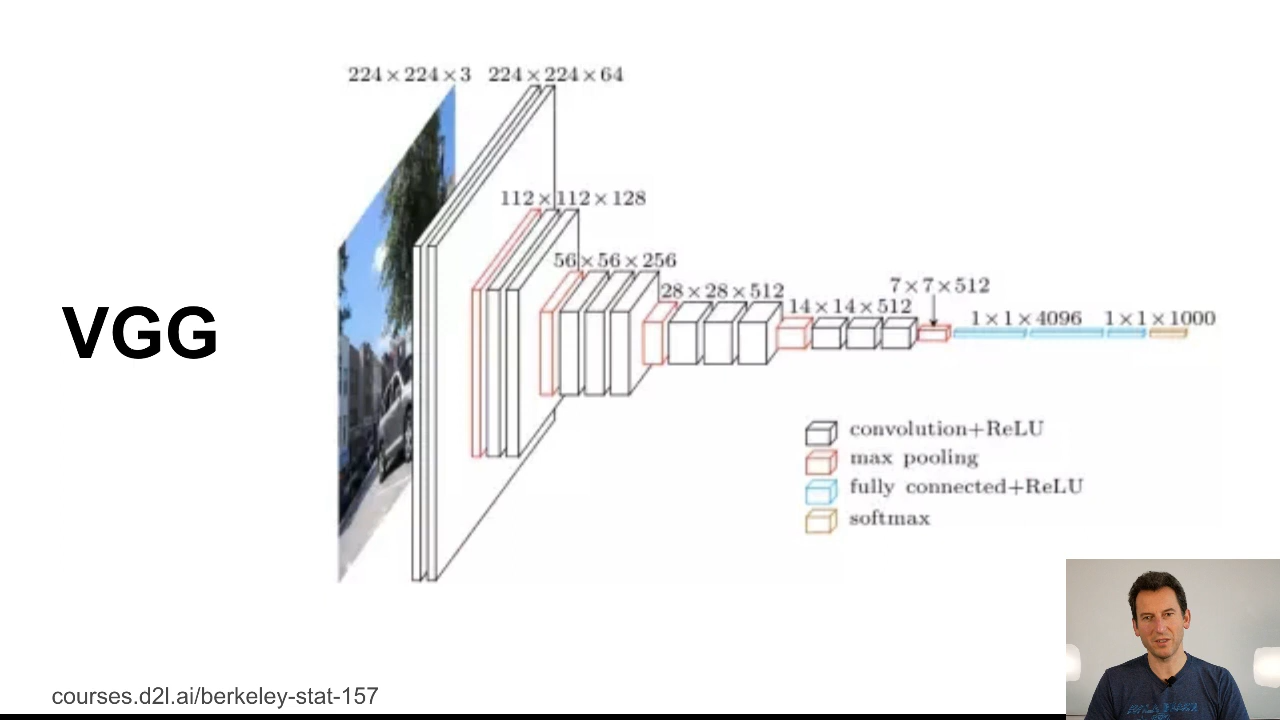 224×224×3 224×224×64
112×112×128
56×56×256
28×28×512
14×14×512
7×7×512
1×1×4096 1×1×1000
VGG
convolution+ReLU
max pooling
fully connected+ReLU
softmax
courses.d2l.ai/berkeley-stat-157